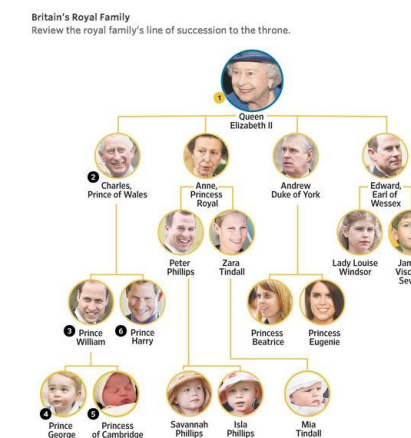 Britain's Royal Family
Review the royal family's line of succession to the throne.
1
Queen
Elizabeth II
2
Charles,
Prince of Wales
Anne,
Princess
Royal
Andrew
Duke of York
Edward,
Earl of
Wessex
Peter
Phillips
Zara
Tindall
Lady Louise
Windsor
Jam
Visc
Sev
3 Prince
William
6 Prince
Harry
Princess
Beatrice
Princess
Eugenie
4
Prince
George
5
Princess
of Cambridge
Savannah
Phillips
Isla
Phillips
Mia
Tindall